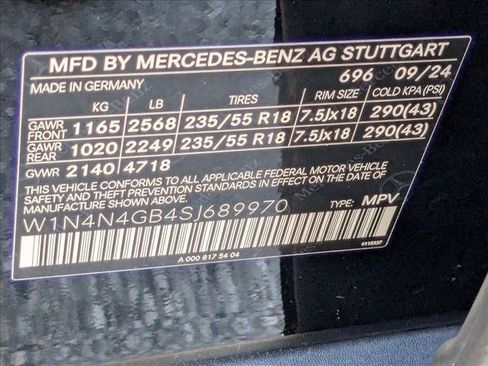 MFD BY MERCEDES-BENZ AG STUTTGART
696 09/24
MADE IN GERMANY
KG LB TIRES RIM SIZE COLD KPA (PSI)
GAWR FRONT 1165 2568 235/55 R18 7.5Jx18 290(43)
GAWR REAR 1020 2249 235/55 R18 7.5Jx18 290(43)
GVWR 2140 4718
THIS VEHICLE CONFORMS TO ALL APPLICABLE FEDERAL MOTOR VEHICLE
SAFETY AND THEFT PREVENTION STANDARDS IN EFFECT ON THE DATE
OF MANUFACTURE SHOWN ABOVE.
W1N4N4GB4SJ689970 TYPE: MPV
4115337
A 000 817 54 04